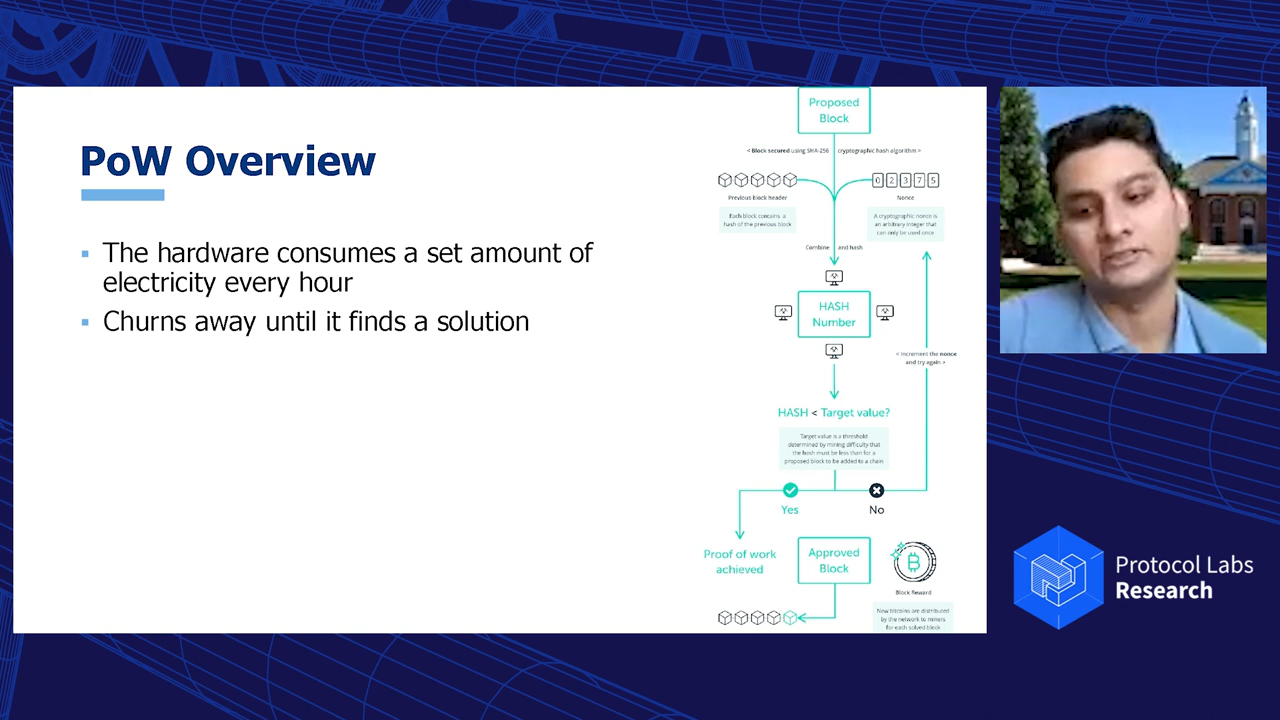 PoW Overview
The hardware consumes a set amount of
electricity every hour
Churns away until it finds a solution
Proposed
Block
< Block secured using SHA-256 cryptographic hash algorithm >
0 2 3 7 5
Previous block header
Nonce
Each block contains a
hash of the previous block
A cryptographic nonce is
an arbitrary integer that
can only be used once
Combine and hash
HASH
Number
< Increment the nonce
and try again >
HASH < Target value?
Target value is a threshold
determined by mining difficulty that
the hash must be less than for a
proposed block to be added to a chain
Yes
No
Proof of work
achieved
Approved
Block
Block Reward
New bitcoins are distributed
by the network to miners
for each solved block
Protocol Labs
Research